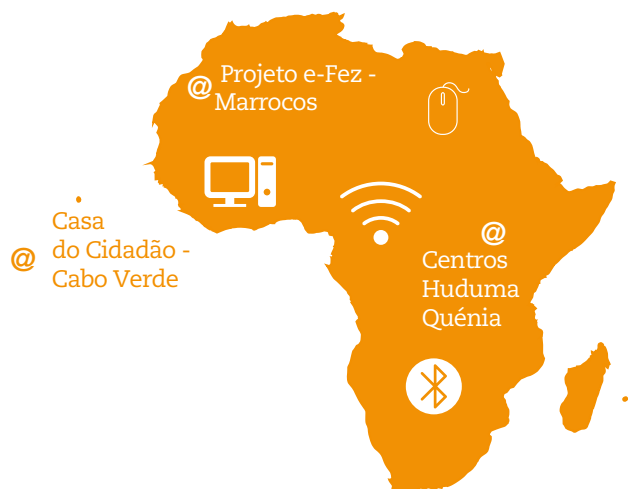 @ Projeto e-Fez -
Marrocos
Casa
@ do Cidadão -
Cabo Verde
@
Centros
Huduma
Quénia